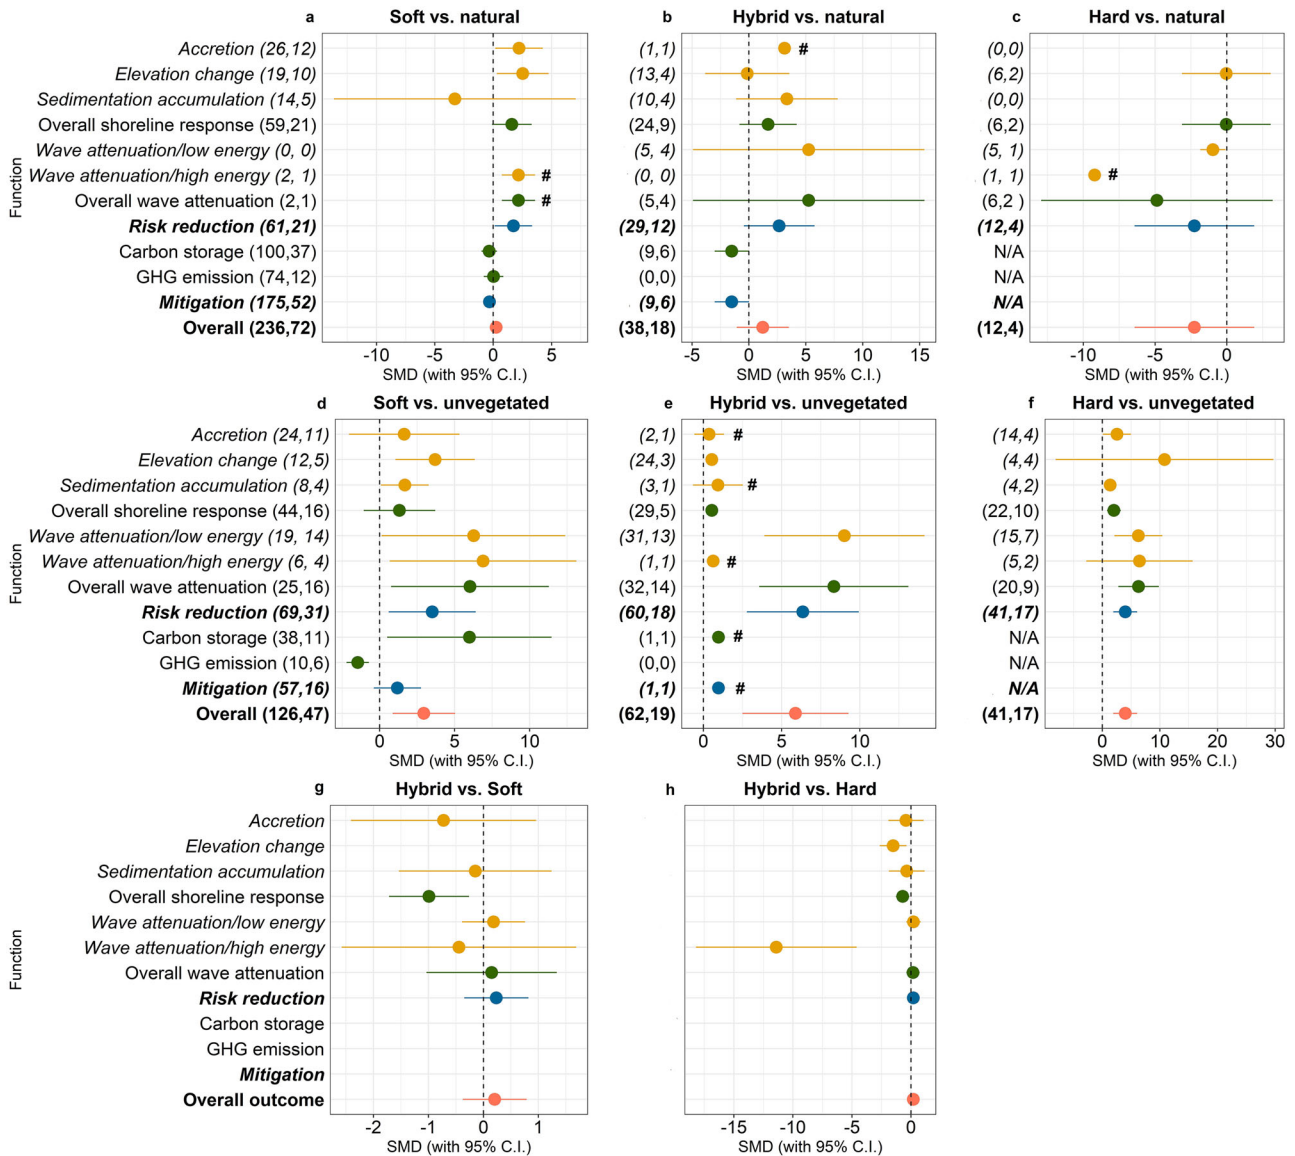 a Soft vs. natural
b Hybrid vs. natural
c Hard vs. natural
Function
Accretion (26,12)
Elevation change (19,10)
Sedimentation accumulation (14,5)
Overall shoreline response (59,21)
Wave attenuation/low energy (0, 0)
Wave attenuation/high energy (2, 1) #
Overall wave attenuation (2,1) #
Risk reduction (61,21)
Carbon storage (100,37)
GHG emission (74,12)
Mitigation (175,52)
Overall (236,72)
-10 -5 0 5
SMD (with 95% C.I.)
(1,1) #
(13,4)
(10,4)
(24,9)
(5, 4)
(0, 0)
(5,4)
(29,12)
(9,6)
(0,0)
(9,6)
(38,18)
-5 0 5 10 15
SMD (with 95% C.I.)
(0,0)
(6,2)
(0,0)
(6,2)
(5, 1)
(1, 1) #
(6,2 )
(12,4)
N/A
N/A
N/A
(12,4)
-10 -5 0
SMD (with 95% C.I.)
d Soft vs. unvegetated
e Hybrid vs. unvegetated
f Hard vs. unvegetated
Function
Accretion (24,11)
Elevation change (12,5)
Sedimentation accumulation (8,4)
Overall shoreline response (44,16)
Wave attenuation/low energy (19, 14)
Wave attenuation/high energy (6, 4)
Overall wave attenuation (25,16)
Risk reduction (69,31)
Carbon storage (38,11)
GHG emission (10,6)
Mitigation (57,16)
Overall (126,47)
0 5 10
SMD (with 95% C.I.)
(2,1) #
(24,3)
(3,1) #
(29,5)
(31,13)
(1,1) #
(32,14)
(60,18)
(1,1) #
(0,0)
(1,1) #
(62,19)
0 5 10
SMD (with 95% C.I.)
(14,4)
(4,4)
(4,2)
(22,10)
(15,7)
(5,2)
(20,9)
(41,17)
N/A
N/A
N/A
(41,17)
0 10 20 30
SMD (with 95% C.I.)
g Hybrid vs. Soft
h Hybrid vs. Hard
Function
Accretion
Elevation change
Sedimentation accumulation
Overall shoreline response
Wave attenuation/low energy
Wave attenuation/high energy
Overall wave attenuation
Risk reduction
Carbon storage
GHG emission
Mitigation
Overall outcome
-2 -1 0 1
SMD (with 95% C.I.)
-15 -10 -5 0
SMD (with 95% C.I.)